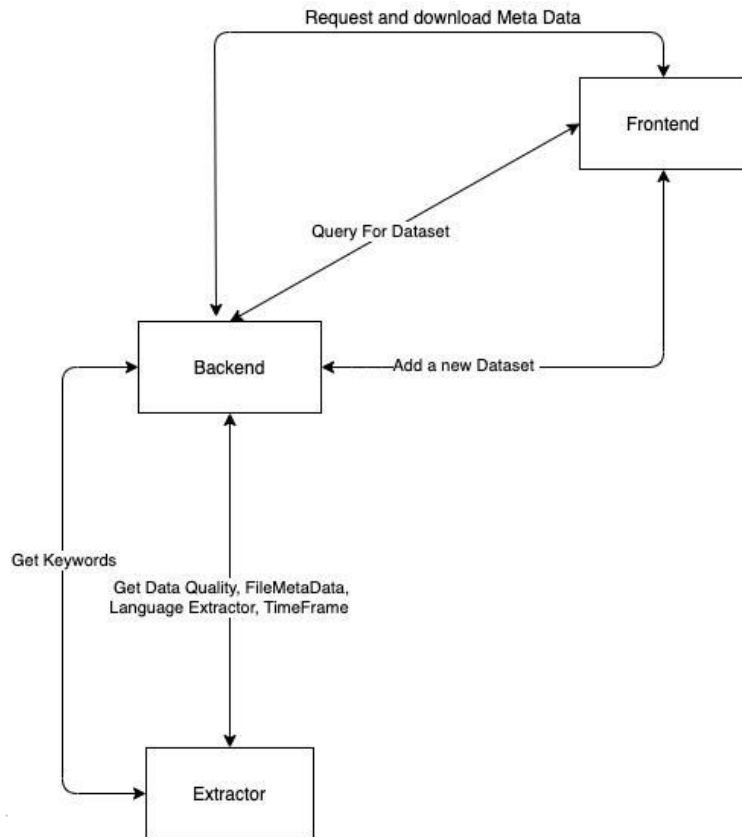 Request and download Meta Data
Frontend
Query For Dataset
Backend
Add a new Dataset
Get Keywords
Get Data Quality, FileMetaData,
Language Extractor, TimeFrame
Extractor